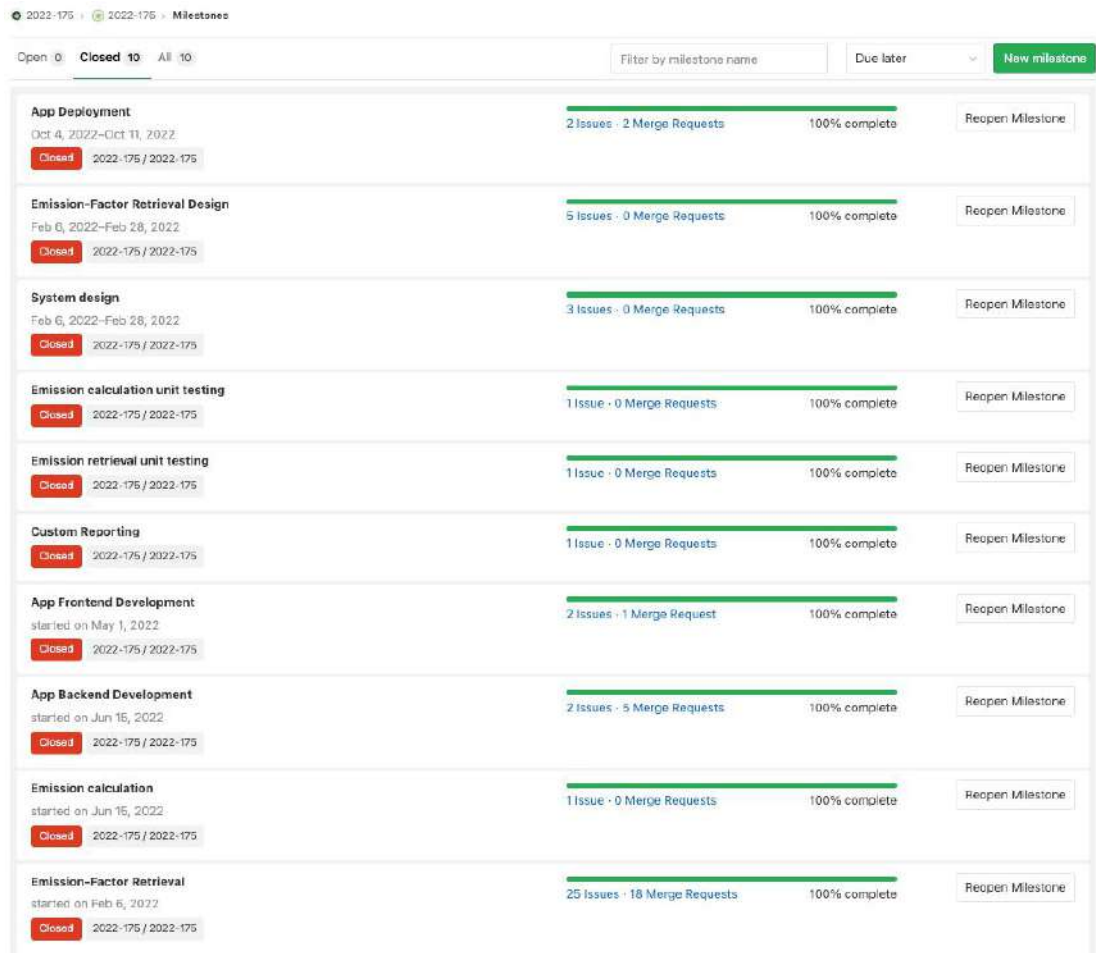 2022-175 › 2022-175 › Milestones
Open 0 Closed 10 All 10 Filter by milestone name Due later New milestone
App Deployment
Oct 4, 2022–Oct 11, 2022
Closed 2022-175 / 2022-175
2 Issues · 2 Merge Requests 100% complete
Reopen Milestone
Emission-Factor Retrieval Design
Feb 6, 2022–Feb 28, 2022
Closed 2022-175 / 2022-175
5 Issues · 0 Merge Requests 100% complete
Reopen Milestone
System design
Feb 6, 2022–Feb 28, 2022
Closed 2022-175 / 2022-175
3 Issues · 0 Merge Requests 100% complete
Reopen Milestone
Emission calculation unit testing
Closed 2022-175 / 2022-175
1 Issue · 0 Merge Requests 100% complete
Reopen Milestone
Emission retrieval unit testing
Closed 2022-175 / 2022-175
1 Issue · 0 Merge Requests 100% complete
Reopen Milestone
Custom Reporting
Closed 2022-175 / 2022-175
1 Issue · 0 Merge Requests 100% complete
Reopen Milestone
App Frontend Development
started on May 1, 2022
Closed 2022-175 / 2022-175
2 Issues · 1 Merge Request 100% complete
Reopen Milestone
App Backend Development
started on Jun 15, 2022
Closed 2022-175 / 2022-175
2 Issues · 5 Merge Requests 100% complete
Reopen Milestone
Emission calculation
started on Jun 15, 2022
Closed 2022-175 / 2022-175
1 Issue · 0 Merge Requests 100% complete
Reopen Milestone
Emission-Factor Retrieval
started on Feb 6, 2022
Closed 2022-175 / 2022-175
25 Issues · 18 Merge Requests 100% complete
Reopen Milestone